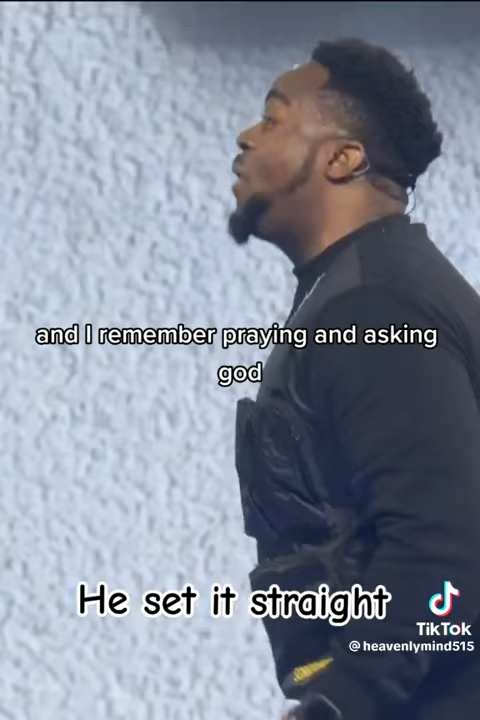 and I remember praying and asking
god
He set it straight
TikTok
@heavenlymind515